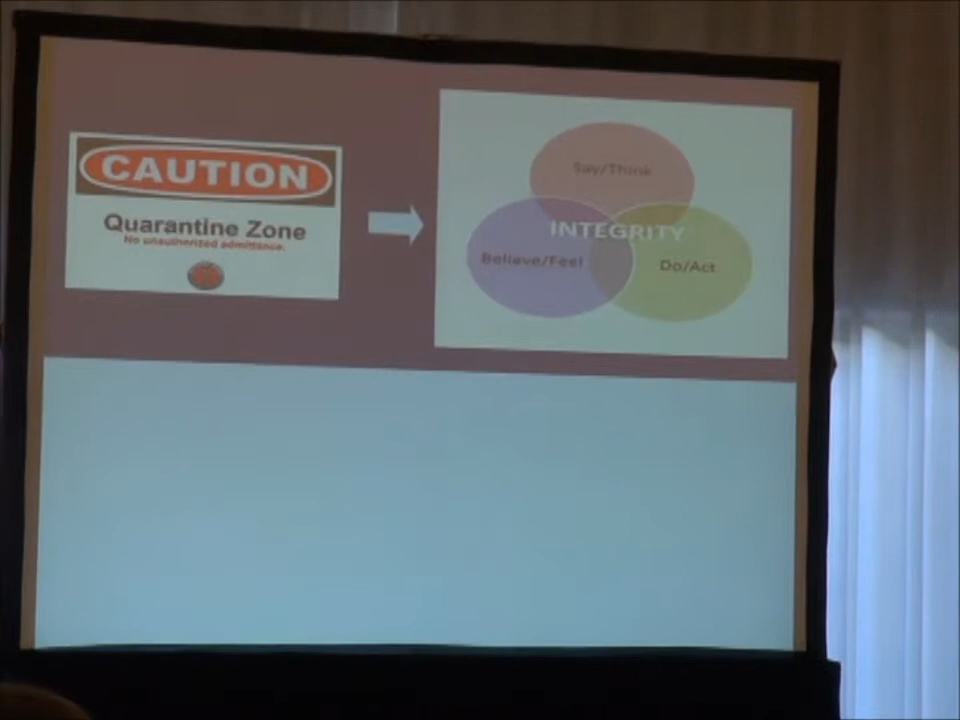 CAUTION
Quarantine Zone
No unauthorized admittance.
Say/Think
INTEGRITY
Believe/Feel
Do/Act